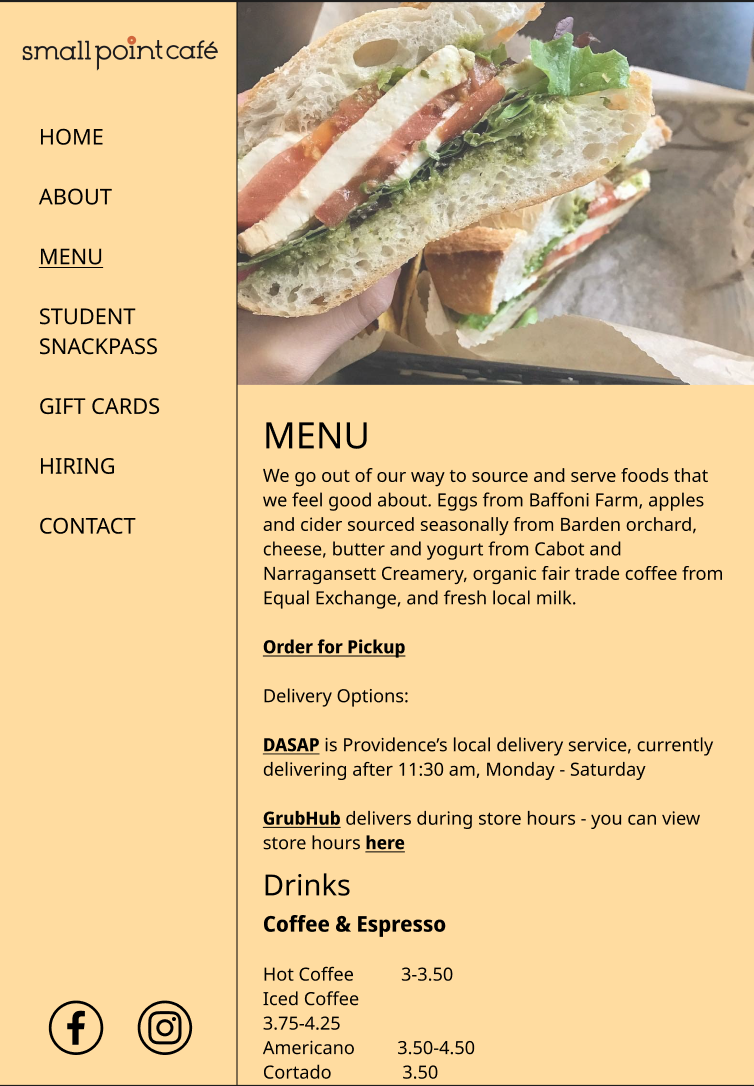 small point café
HOME
ABOUT
MENU
STUDENT
SNACKPASS
GIFT CARDS
HIRING
CONTACT
MENU
We go out of our way to source and serve foods that
we feel good about. Eggs from Baffoni Farm, apples
and cider sourced seasonally from Barden orchard,
cheese, butter and yogurt from Cabot and
Narragansett Creamery, organic fair trade coffee from
Equal Exchange, and fresh local milk.
Order for Pickup
Delivery Options:
DASAP is Providence’s local delivery service, currently
delivering after 11:30 am, Monday - Saturday
GrubHub delivers during store hours - you can view
store hours here
Drinks
Coffee & Espresso
Hot Coffee 3-3.50
Iced Coffee
3.75-4.25
Americano 3.50-4.50
Cortado 3.50